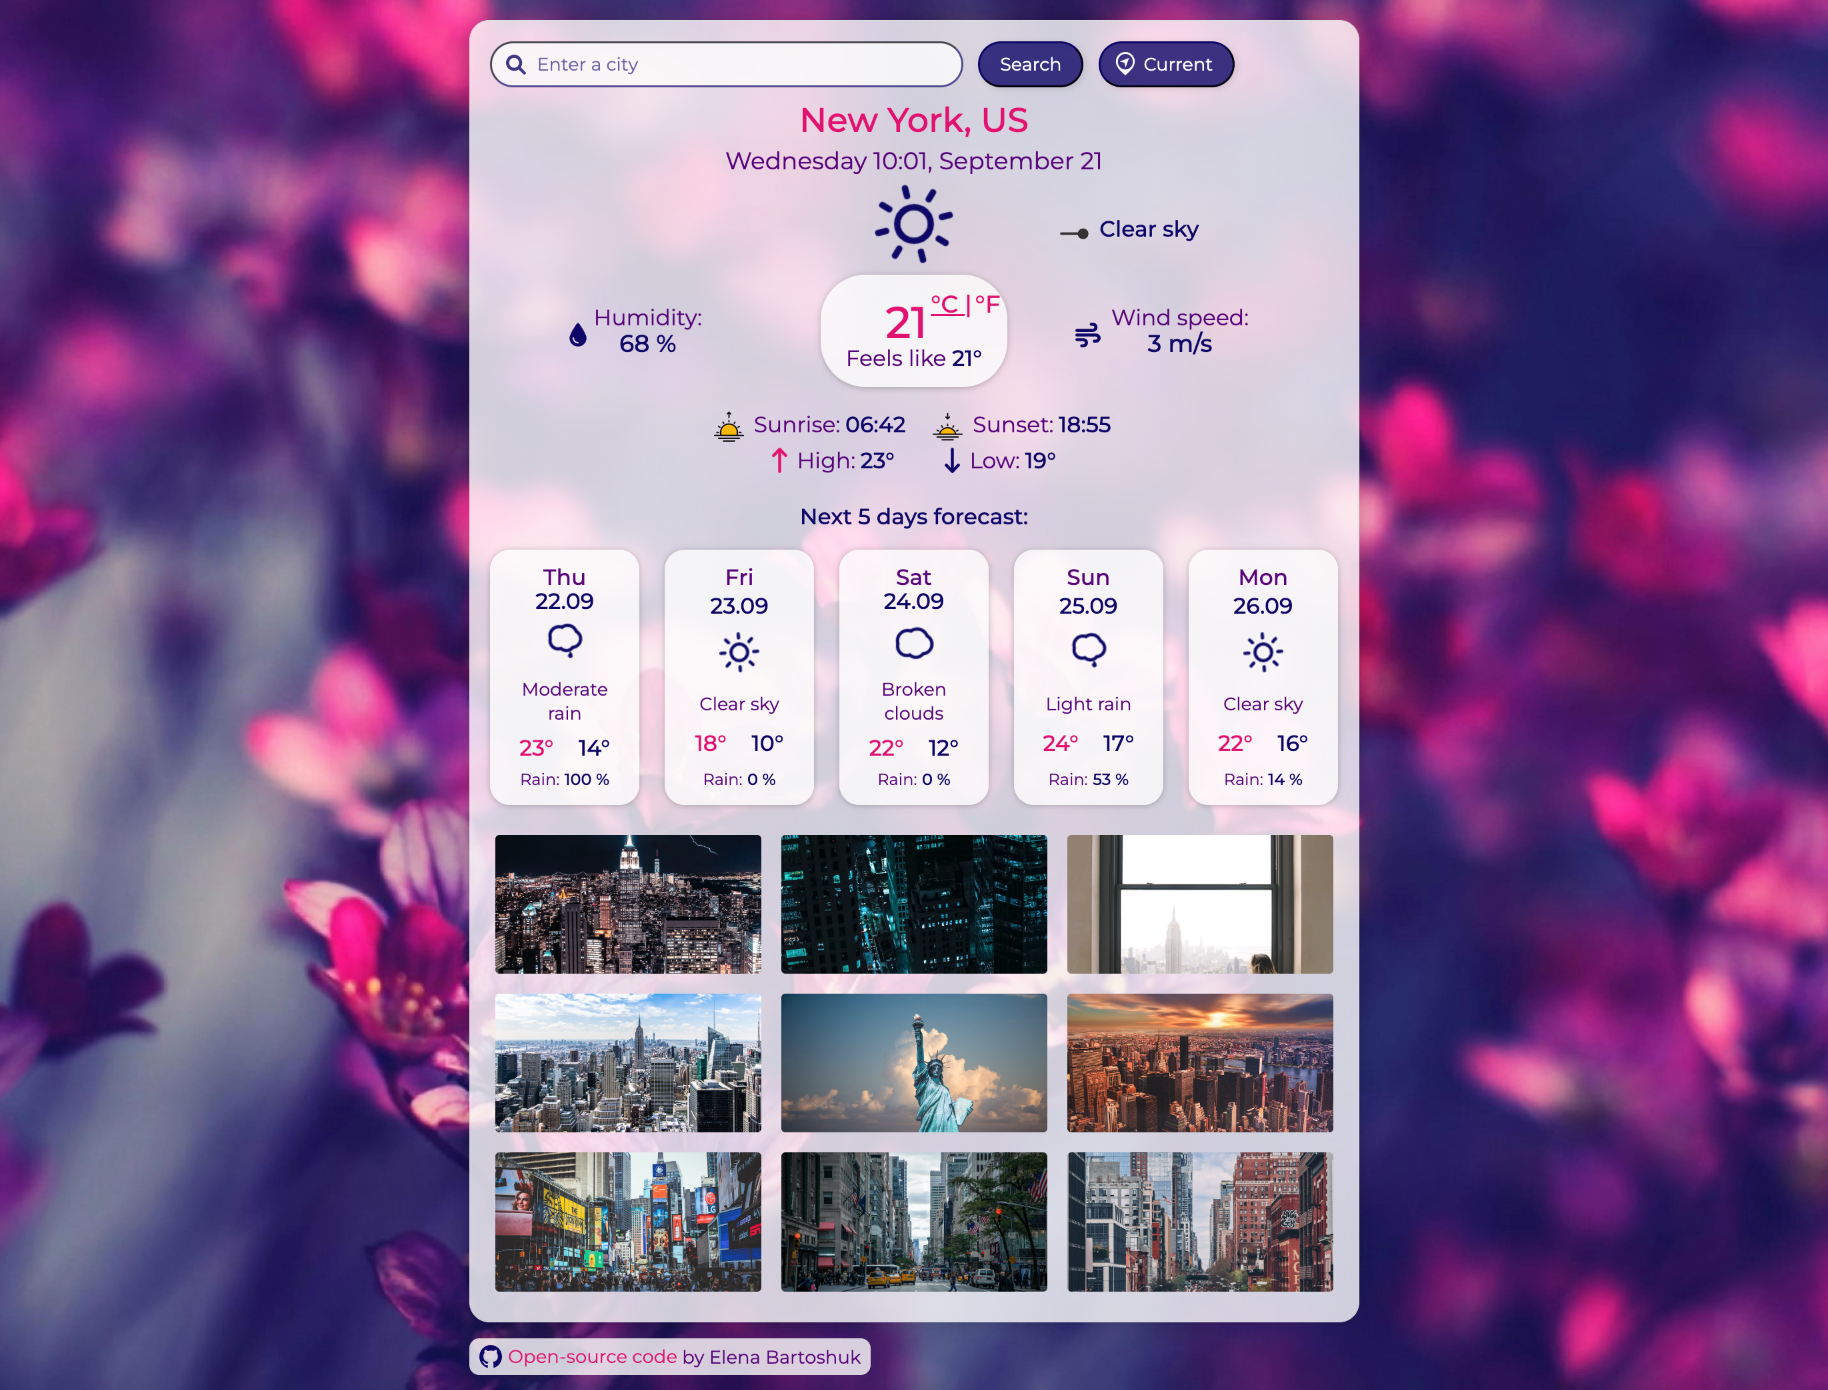 Enter a city
Search
Current
New York, US
Wednesday 10:01, September 21
Clear sky
Humidity:
68 %
21 °C | °F
Feels like 21°
Wind speed:
3 m/s
Sunrise: 06:42
Sunset: 18:55
High: 23°
Low: 19°
Next 5 days forecast:
Thu
22.09
Moderate
rain
23° 14°
Rain: 100 %
Fri
23.09
Clear sky
18° 10°
Rain: 0 %
Sat
24.09
Broken
clouds
22° 12°
Rain: 0 %
Sun
25.09
Light rain
24° 17°
Rain: 53 %
Mon
26.09
Clear sky
22° 16°
Rain: 14 %
LG
Open-source code by Elena Bartoshuk